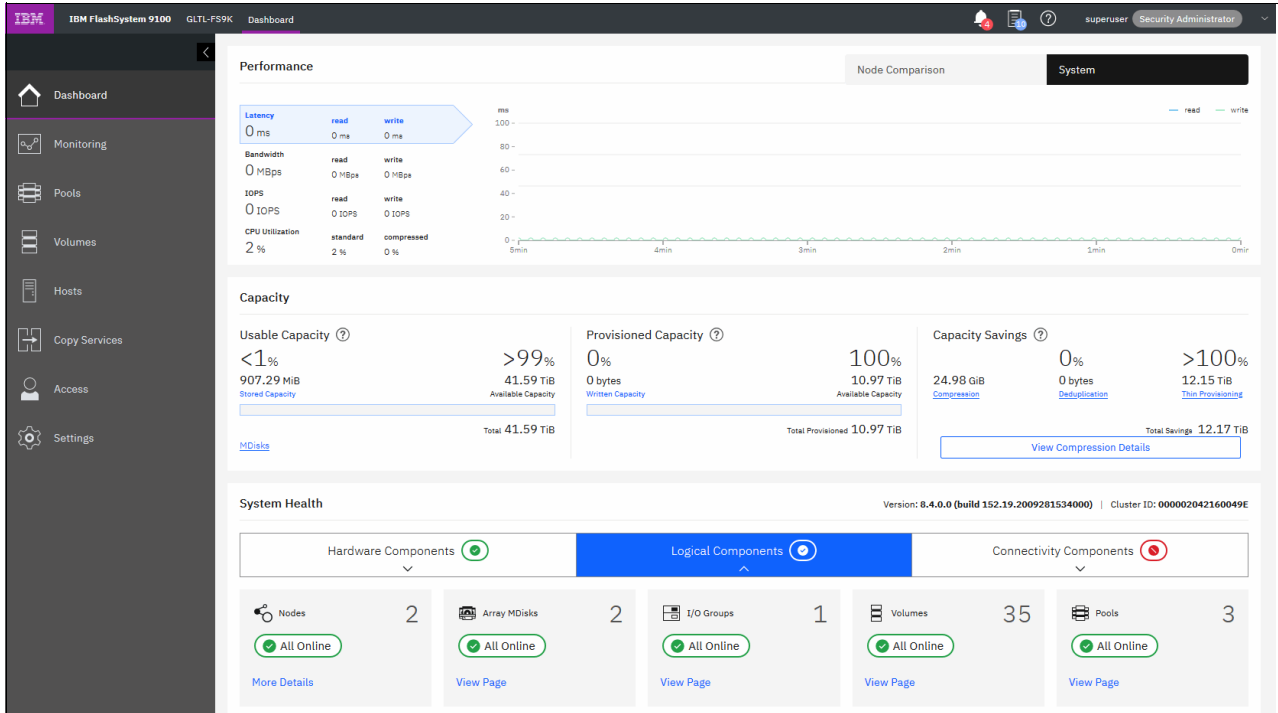 IBM IBM FlashSystem 9100 GLTL-FS9K Dashboard 4 10 superuser Security Administrator
Dashboard
Monitoring
Pools
Volumes
Hosts
Copy Services
Access
Settings
Performance Node Comparison System
Latency read write
0 ms 0 ms 0 ms
Bandwidth read write
0 MBps 0 MBps 0 MBps
IOPS read write
0 IOPS 0 IOPS 0 IOPS
CPU Utilization standard compressed
2 % 2 % 0 %
ms read write
100
80
60
40
20
0
5min 4min 3min 2min 1min 0min
Capacity
Usable Capacity
<1% >99%
907.29 MiB 41.59 TiB
Stored Capacity Available Capacity
Total 41.59 TiB
MDisks
Provisioned Capacity
0% 100%
0 bytes 10.97 TiB
Written Capacity Available Capacity
Total Provisioned 10.97 TiB
Capacity Savings
0% >100%
24.98 GiB 0 bytes 12.15 TiB
Compression Deduplication Thin Provisioning
Total Savings 12.17 TiB
View Compression Details
System Health Version: 8.4.0.0 (build 152.19.2009281534000) | Cluster ID: 000002042160049E
Hardware Components Logical Components Connectivity Components
Nodes 2 Array MDisks 2 I/O Groups 1 Volumes 35 Pools 3
All Online All Online All Online All Online All Online
More Details View Page View Page View Page View Page